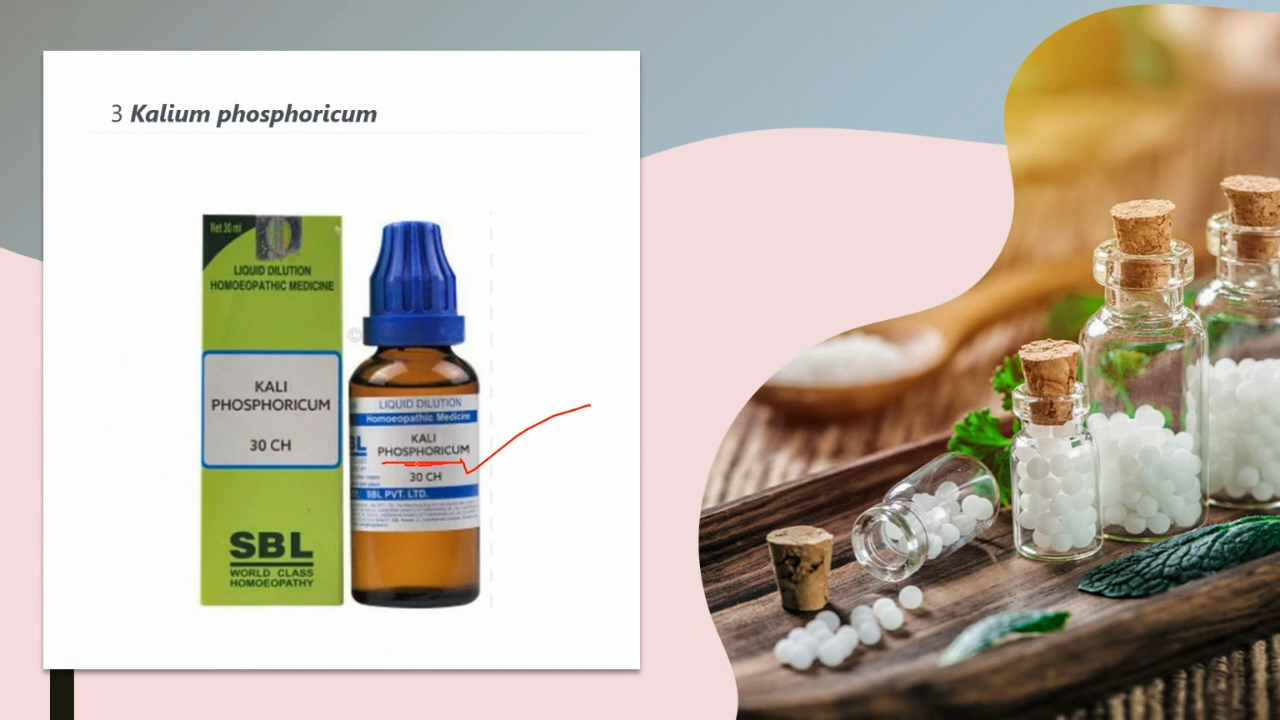 3 Kalium phosphoricum
Net 30 ml
LIQUID DILUTION
HOMOEOPATHIC MEDICINE
KALI
PHOSPHORICUM
30 CH
SBL
WORLD CLASS
HOMOEOPATHY
©
LIQUID DILUTION
Homoeopathic Medicine
BL
KALI
PHOSPHORICUM
30 CH
SBL PVT. LTD.